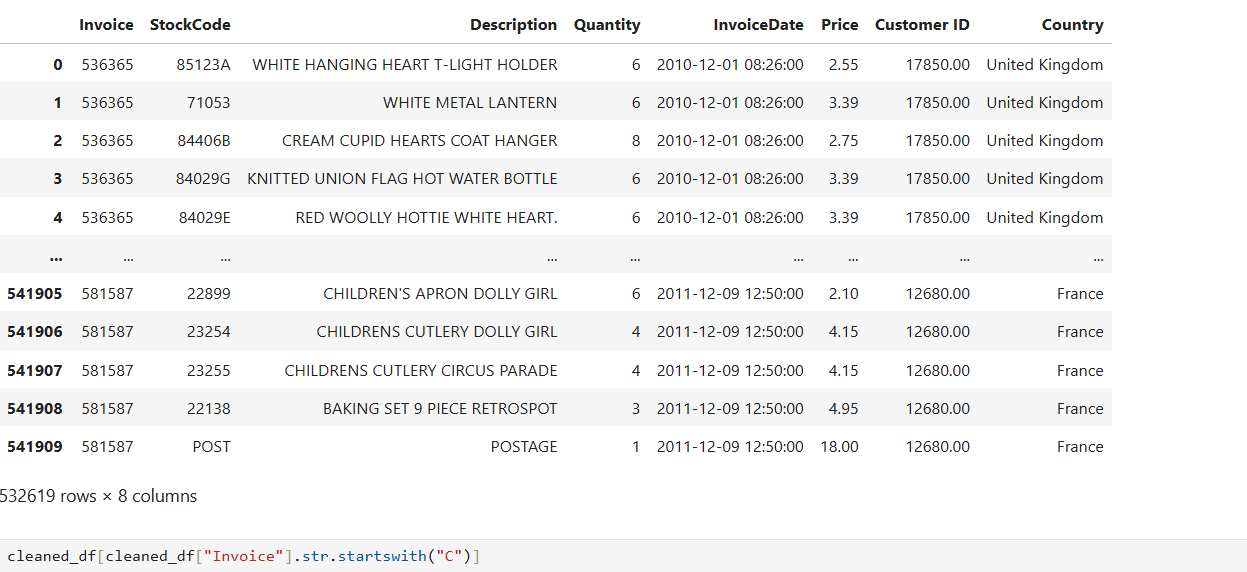 Invoice StockCode Description Quantity InvoiceDate Price Customer ID Country
0 536365 85123A WHITE HANGING HEART T-LIGHT HOLDER 6 2010-12-01 08:26:00 2.55 17850.00 United Kingdom
1 536365 71053 WHITE METAL LANTERN 6 2010-12-01 08:26:00 3.39 17850.00 United Kingdom
2 536365 84406B CREAM CUPID HEARTS COAT HANGER 8 2010-12-01 08:26:00 2.75 17850.00 United Kingdom
3 536365 84029G KNITTED UNION FLAG HOT WATER BOTTLE 6 2010-12-01 08:26:00 3.39 17850.00 United Kingdom
4 536365 84029E RED WOOLLY HOTTIE WHITE HEART. 6 2010-12-01 08:26:00 3.39 17850.00 United Kingdom
... ... ... ... ... ... ... ... ...
541905 581587 22899 CHILDREN'S APRON DOLLY GIRL 6 2011-12-09 12:50:00 2.10 12680.00 France
541906 581587 23254 CHILDRENS CUTLERY DOLLY GIRL 4 2011-12-09 12:50:00 4.15 12680.00 France
541907 581587 23255 CHILDRENS CUTLERY CIRCUS PARADE 4 2011-12-09 12:50:00 4.15 12680.00 France
541908 581587 22138 BAKING SET 9 PIECE RETROSPOT 3 2011-12-09 12:50:00 4.95 12680.00 France
541909 581587 POST POSTAGE 1 2011-12-09 12:50:00 18.00 12680.00 France
532619 rows × 8 columns
cleaned_df[cleaned_df["Invoice"].str.startswith("C")]